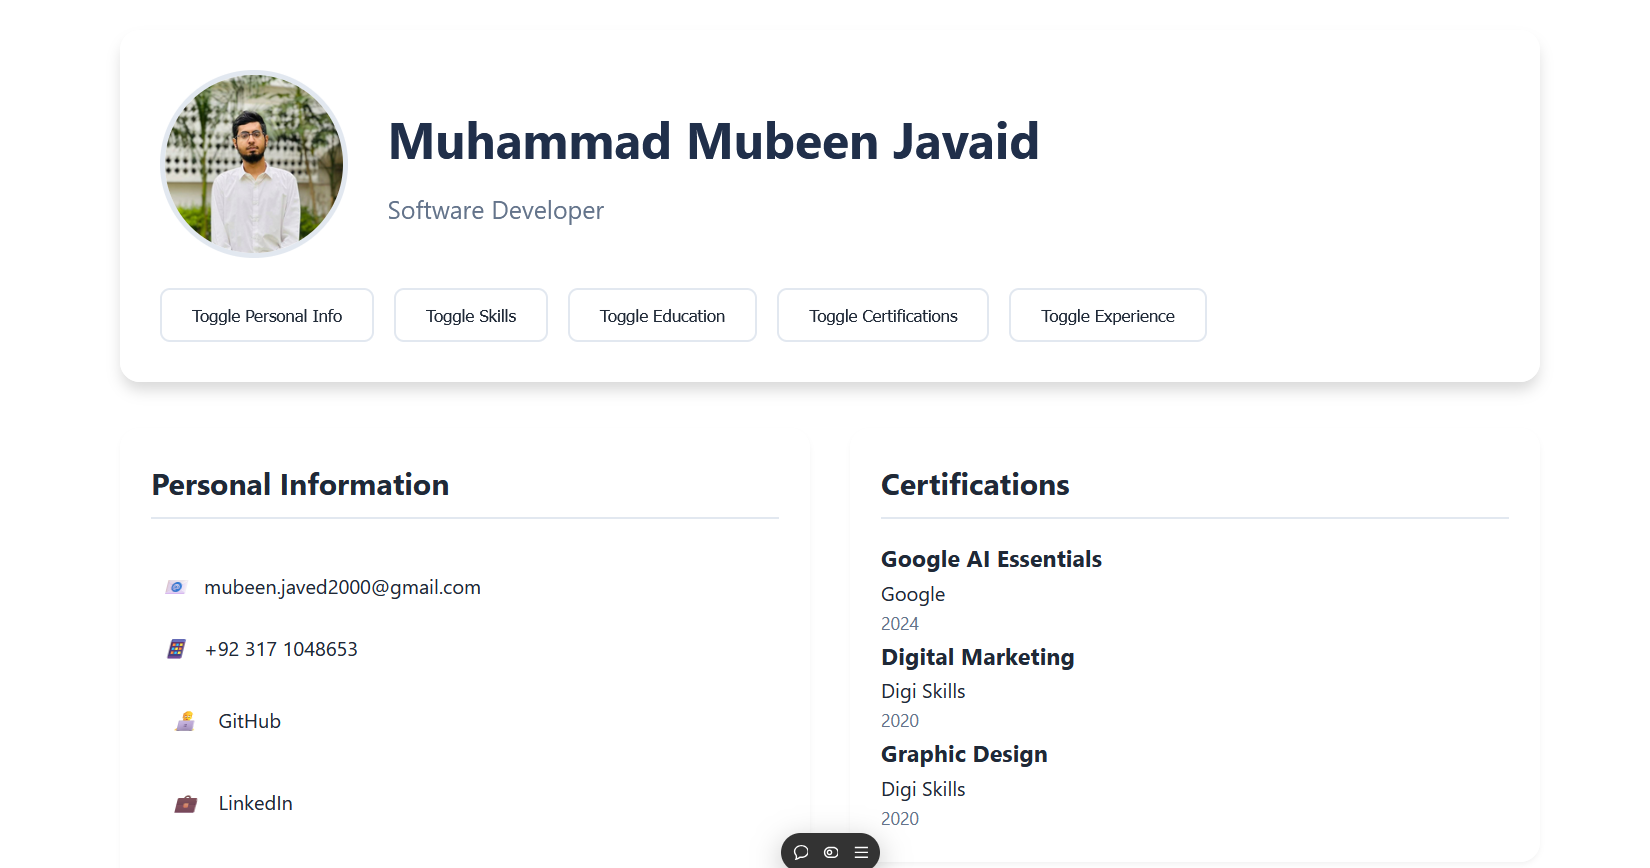 Muhammad Mubeen Javaid
Software Developer
Toggle Personal Info
Toggle Skills
Toggle Education
Toggle Certifications
Toggle Experience
Personal Information
mubeen.javed2000@gmail.com
+92 317 1048653
GitHub
LinkedIn
Certifications
Google AI Essentials
Google
2024
Digital Marketing
Digi Skills
2020
Graphic Design
Digi Skills
2020